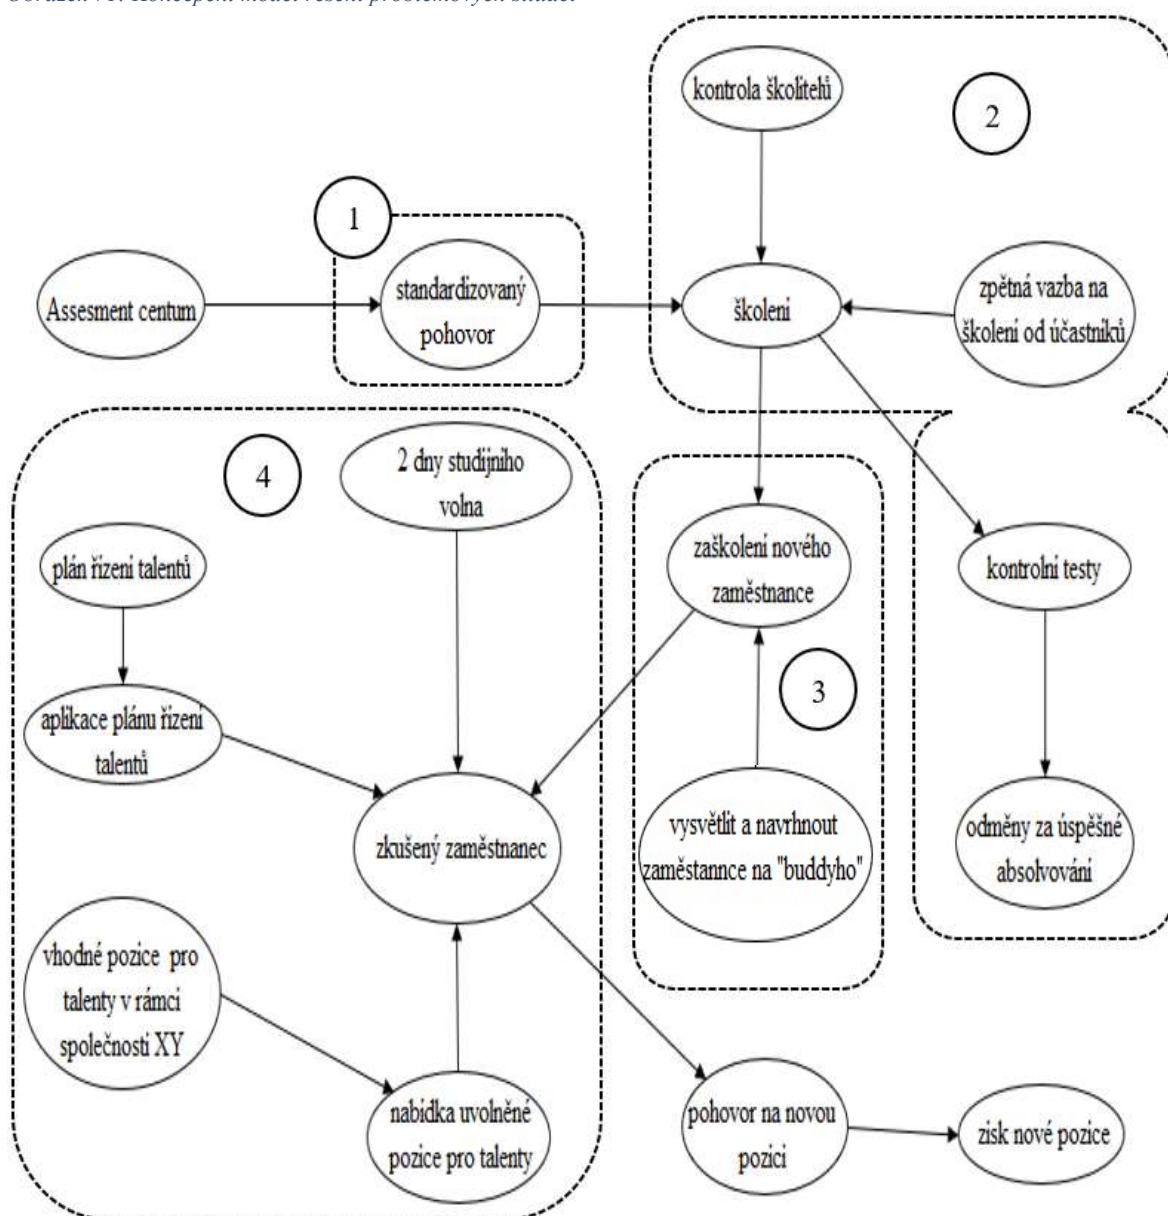 kontrola školitelů
2
1
Assesment centum
standardizovaný
pohovor
školení
zpětná vazba na
školení od účastníků
4
2 dny studijního
volna
plán řízení talentů
zaškolení nového
zaměstnance
kontrolní testy
3
aplikace plánu řízení
talentů
zkušený zaměstnanec
vysvětlit a navrhnout
zaměstannce na "buddyho"
odměny za úspěšné
absolvování
vhodné pozice pro
talenty v rámci
společnosti XY
nabídka uvolněné
pozice pro talenty
pohovor na novou
pozici
zisk nové pozice